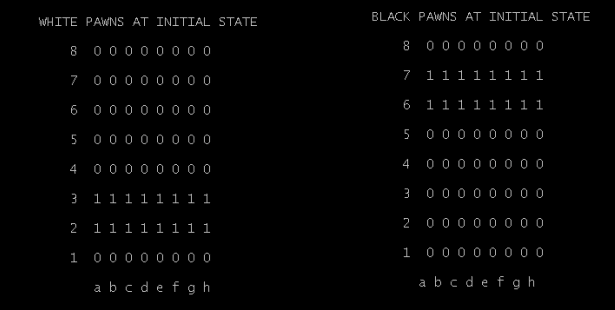 WHITE PAWNS AT INITIAL STATE
8 0 0 0 0 0 0 0 0
7 0 0 0 0 0 0 0 0
6 0 0 0 0 0 0 0 0
5 0 0 0 0 0 0 0 0
4 0 0 0 0 0 0 0 0
3 1 1 1 1 1 1 1 1
2 1 1 1 1 1 1 1 1
1 0 0 0 0 0 0 0 0
a b c d e f g h
BLACK PAWNS AT INITIAL STATE
8 0 0 0 0 0 0 0 0
7 1 1 1 1 1 1 1 1
6 1 1 1 1 1 1 1 1
5 0 0 0 0 0 0 0 0
4 0 0 0 0 0 0 0 0
3 0 0 0 0 0 0 0 0
2 0 0 0 0 0 0 0 0
1 0 0 0 0 0 0 0 0
a b c d e f g h